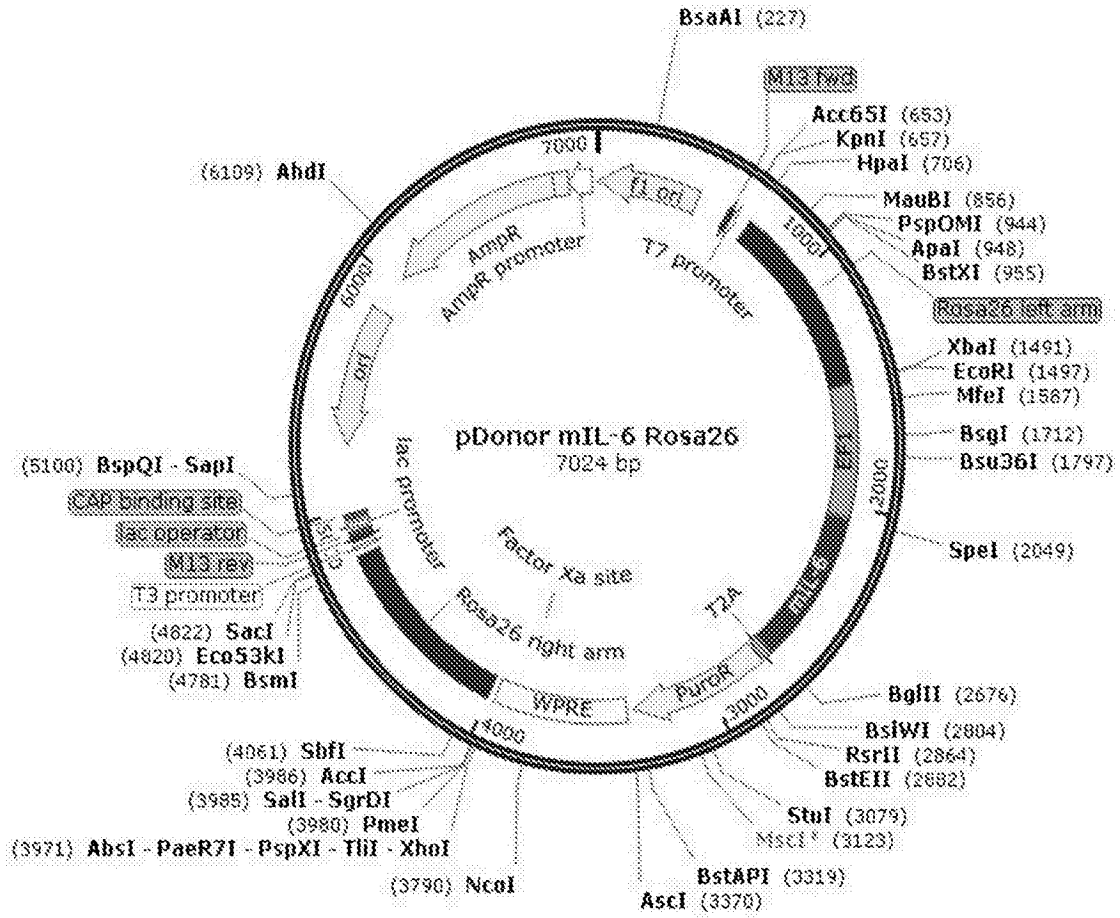 BsaAI (227)
M13 fwd
Acc65I (653)
KpnI (657)
HpaI (706)
MauBI (856)
PspOMI (944)
ApaI (948)
BstXI (955)
Rosa26 left arm
XbaI (1491)
EcoRI (1497)
MfeI (1587)
BsgI (1712)
Bsu36I (1797)
SpeI (2049)
BglII (2676)
BsiWI (2804)
RsrII (2864)
BstEII (2882)
StuI (3079)
MscI* (3123)
BstAPI (3319)
AscI (3370)
(3790) NcoI
(3971) AbsI - PaeR7I - PspXI - TliI - XhoI
(3980) PmeI
(3985) SalI - SgrDI
(3986) AccI
(4061) SbfI
(4781) BsmI
(4820) Eco53kI
(4822) SacI
T3 promoter
M13 rev
lac operator
CAP binding site
(5100) BspQI - SapI
(6109) AhdI
7000
1000
2000
3000
4000
6000
f1 ori
AmpR
AmpR promoter
T7 promoter
ori
lac promoter
pDonor mIL-6 Rosa26
7024 bp
Factor Xa site
Rosa26 right arm
T2A
mIL-6
PuroR
WPRE